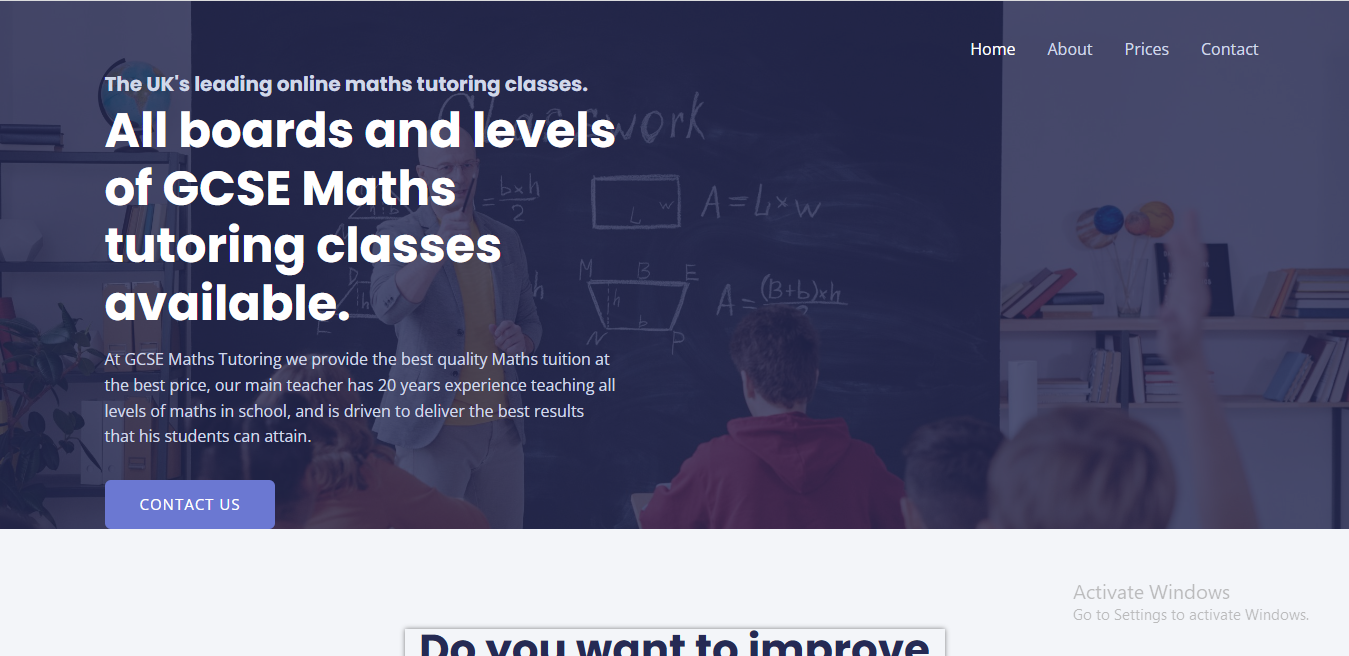 Home About Prices Contact
The UK's leading online maths tutoring classes.
All boards and levels
of GCSE Maths
tutoring classes
available.
At GCSE Maths Tutoring we provide the best quality Maths tuition at
the best price, our main teacher has 20 years experience teaching all
levels of maths in school, and is driven to deliver the best results
that his students can attain.
CONTACT US
Classwork
= b×h/2
L w
A=L×w
M B E
h
b
N P
A= (B+b)×h
D
h
E
h
Activate Windows
Go to Settings to activate Windows.
Do you want to improve